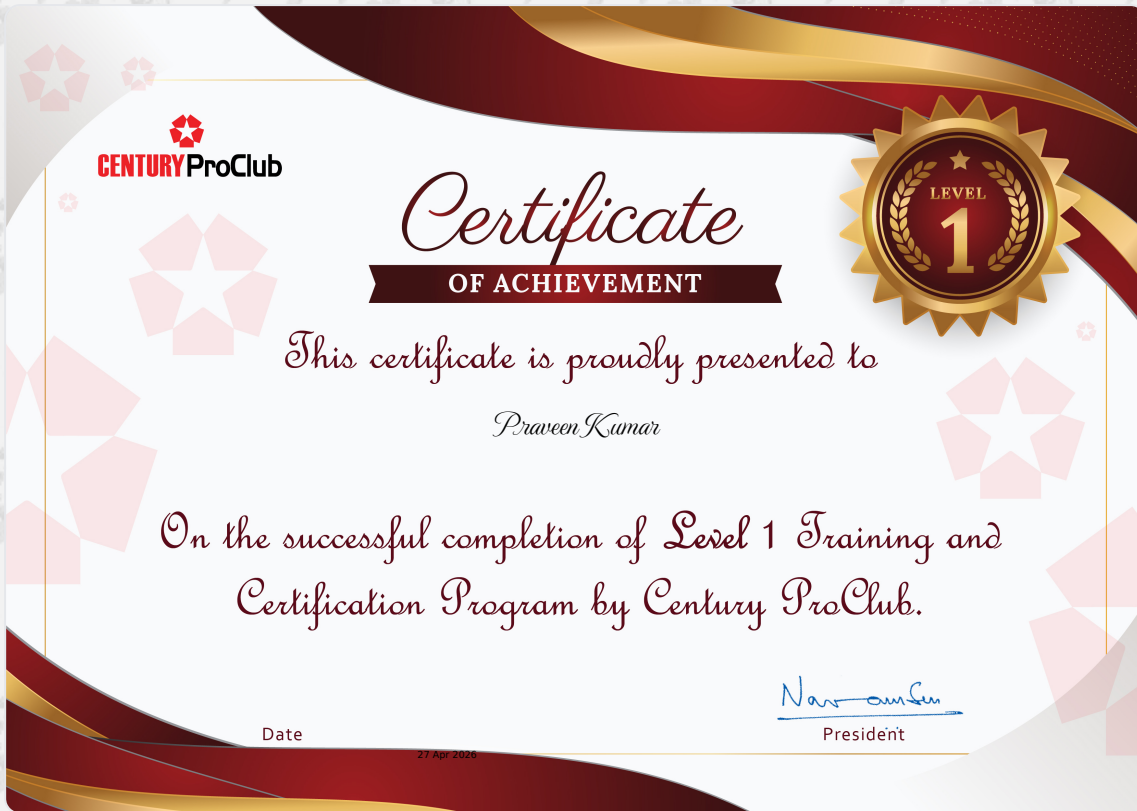 CENTURY ProClub
Certificate
OF ACHIEVEMENT
LEVEL
1
This certificate is proudly presented to
Praveen Kumar
On the successful completion of Level 1 Training and
Certification Program by Century ProClub.
Date
President
27 Apr 2026